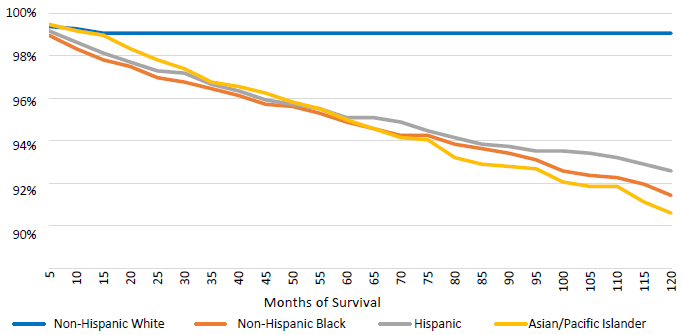 100%
98%
96%
94%
92%
90%
5 10 15 20 25 30 35 40 45 50 55 60 65 70 75 80 85 90 95 100 105 110 115 120
Months of Survival
Non-Hispanic White Non-Hispanic Black Hispanic Asian/Pacific Islander